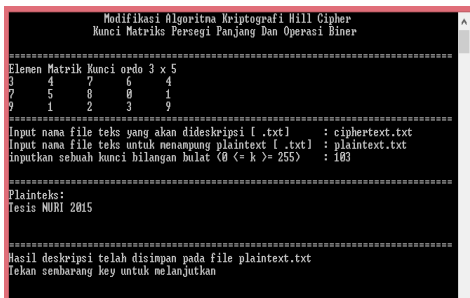 Modifikasi Algoritma Kriptografi Hill Cipher
Kunci Matriks Persegi Panjang Dan Operasi Biner
================================================================
Elemen Matrik Kunci ordo 3 x 5
3 4 7 6 4
7 5 8 0 1
9 1 2 3 9
================================================================
Input nama file teks yang akan dideskripsi [ .txt] : ciphertext.txt
Input nama file teks untuk menampung plaintext [ .txt] : plaintext.txt
inputkan sebuah kunci bilangan bulat (0 <= k >= 255) : 103
================================================================
Plainteks:
Tesis NURI 2015
================================================================
Hasil deskripsi telah disimpan pada file plaintext.txt
Tekan sembarang key untuk melanjutkan